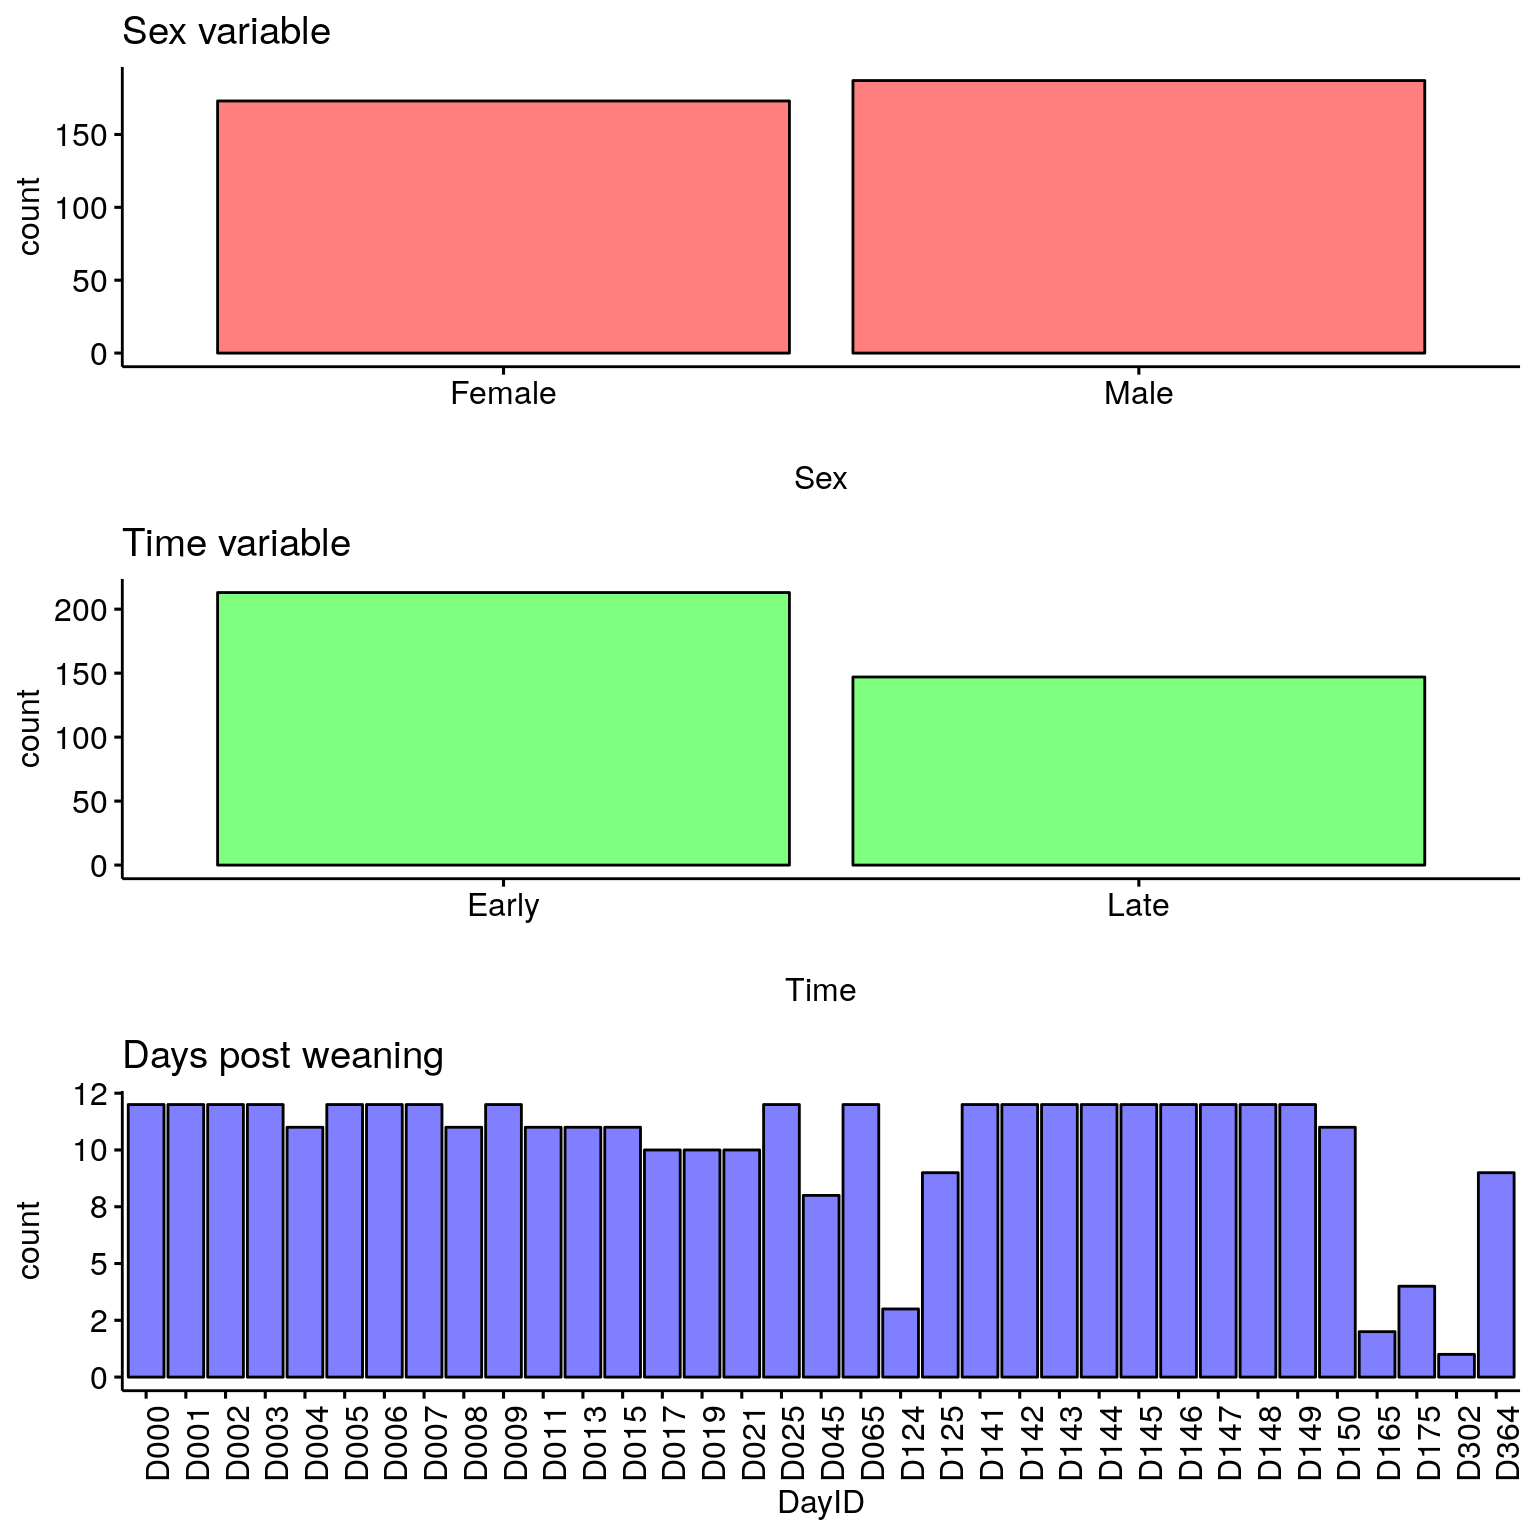 Sex variable
count
150
100
50
0
Female Male
Sex
Time variable
count
200
150
100
50
0
Early Late
Time
Days post weaning
count
12
10
8
5
2
0
D000 D001 D002 D003 D004 D005 D006 D007 D008 D009 D011 D013 D015 D017 D019 D021 D025 D045 D065 D124 D125 D141 D142 D143 D144 D145 D146 D147 D148 D149 D150 D165 D175 D302 D364
DayID